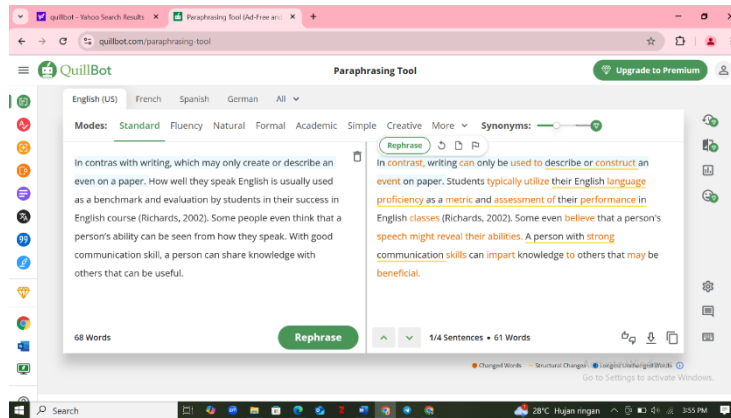 quillbot - Yahoo Search Results
Paraphrasing Tool (Ad-Free and
quillbot.com/paraphrasing-tool
QuillBot
Paraphrasing Tool
Upgrade to Premium
English (US) French Spanish German All
Modes: Standard Fluency Natural Formal Academic Simple Creative More Synonyms:
Rephrase
In contras with writing, which may only create or describe an
even on a paper. How well they speak English is usually used
as a benchmark and evaluation by students in their success in
English course (Richards, 2002). Some people even think that a
person's ability can be seen from how they speak. With good
communication skill, a person can share knowledge with
others that can be useful.
68 Words
Rephrase
In contrast, writing can only be used to describe or construct an
event on paper. Students typically utilize their English language
proficiency as a metric and assessment of their performance in
English classes (Richards, 2002). Some even believe that a person's
speech might reveal their abilities. A person with strong
communication skills can impart knowledge to others that may be
beneficial.
1/4 Sentences • 61 Words
Changed Words Structural Changes Longest Unchanged Words
Go to Settings to activate Windows.
Search
28°C Hujan ringan
3:55 PM